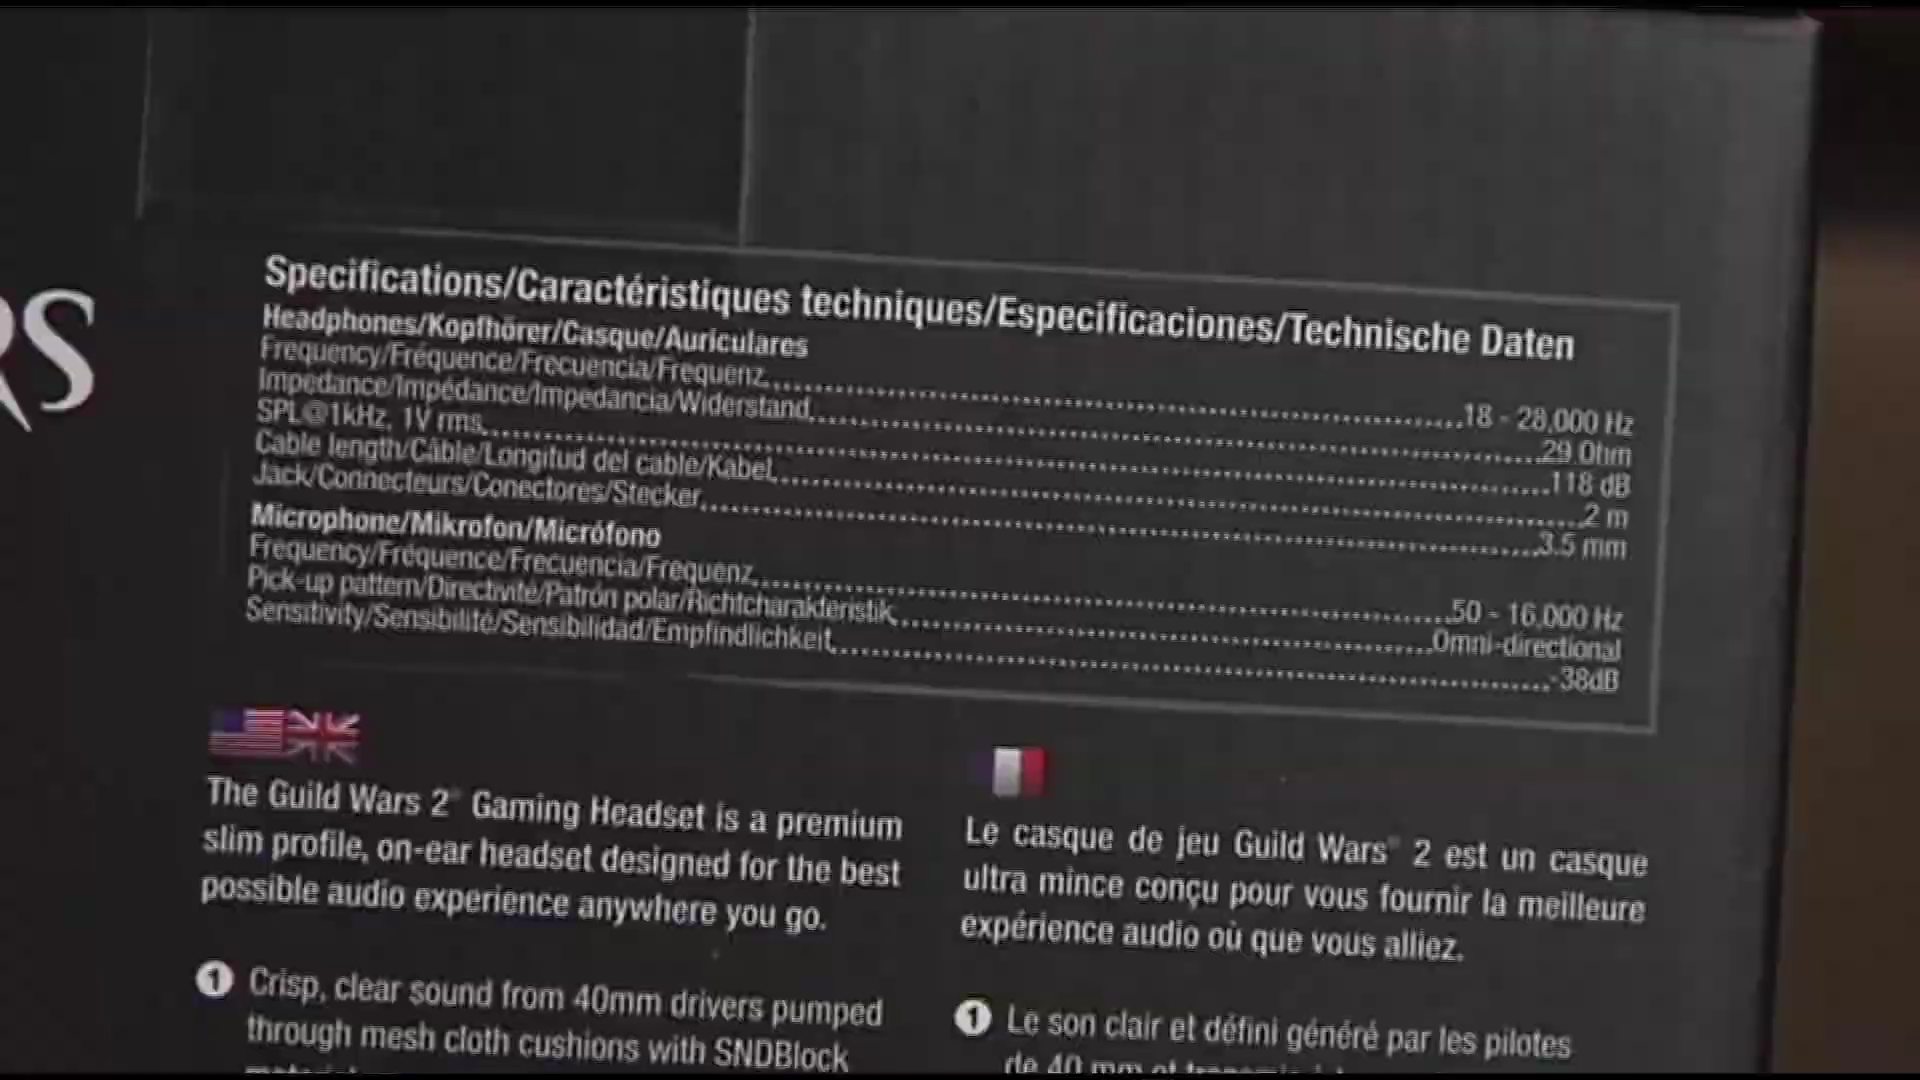 RS
Specifications/Caractéristiques techniques/Especificaciones/Technische Daten
Headphones/Kopfhörer/Casque/Auriculares
Frequency/Fréquence/Frecuencia/Frequenz..........18 - 28,000 Hz
Impedance/Impédance/Impedancia/Widerstand..........29 Ohm
SPL@1kHz, 1V rms..........118 dB
Cable length/Câble/Longitud del cable/Kabel..........2 m
Jack/Connecteurs/Conectores/Stecker..........3.5 mm
Microphone/Mikrofon/Micrófono
Frequency/Fréquence/Frecuencia/Frequenz..........50 - 16,000 Hz
Pick-up pattern/Directivité/Patrón polar/Richtcharakteristik..........Omni-directional
Sensitivity/Sensibilité/Sensibilidad/Empfindlichkeit..........-38dB
The Guild Wars 2® Gaming Headset is a premium
slim profile, on-ear headset designed for the best
possible audio experience anywhere you go.
1 Crisp, clear sound from 40mm drivers pumped
through mesh cloth cushions with SNDBlock
Le casque de jeu Guild Wars® 2 est un casque
ultra mince conçu pour vous fournir la meilleure
expérience audio où que vous alliez.
1 Le son clair et défini généré par les pilotes
de 40 mm et